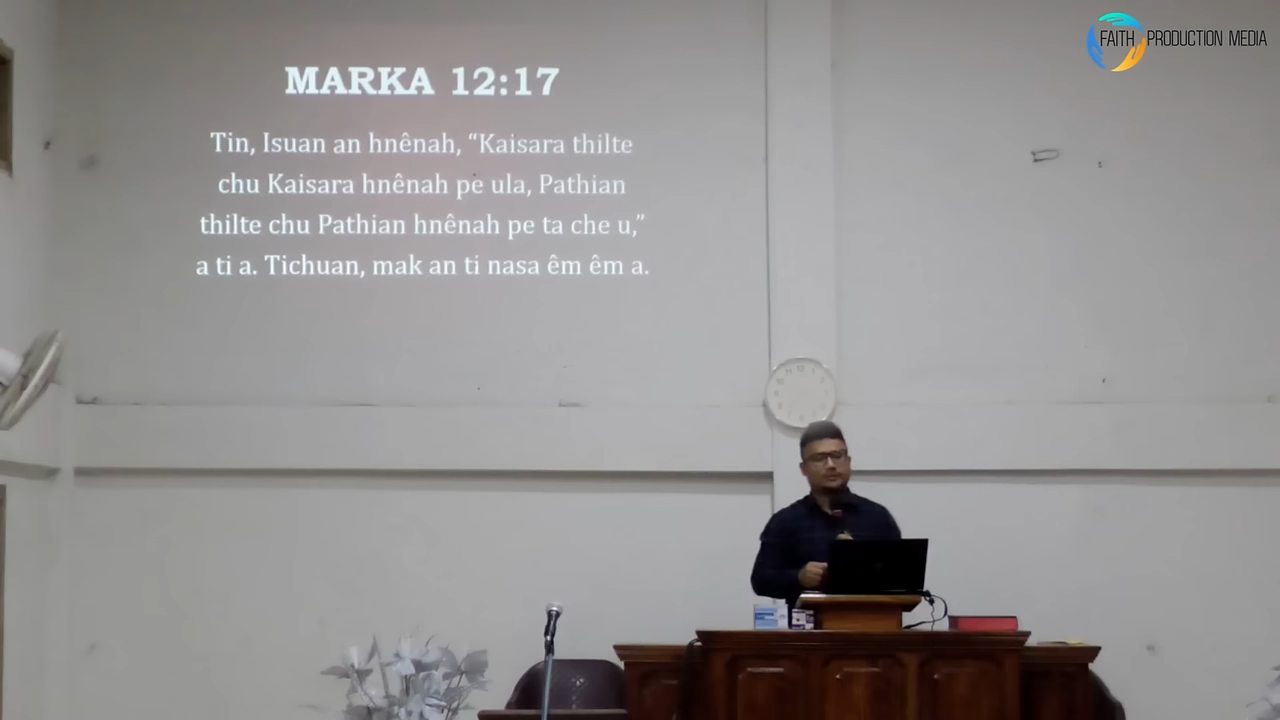 FAITH PRODUCTION MEDIA
MARKA 12:17
Tin, Isuan an hnênah, “Kaisara thilte
chu Kaisara hnênah pe ula, Pathian
thilte chu Pathian hnênah pe ta che u,”
a ti a. Tichuan, mak an ti nasa êm êm a.